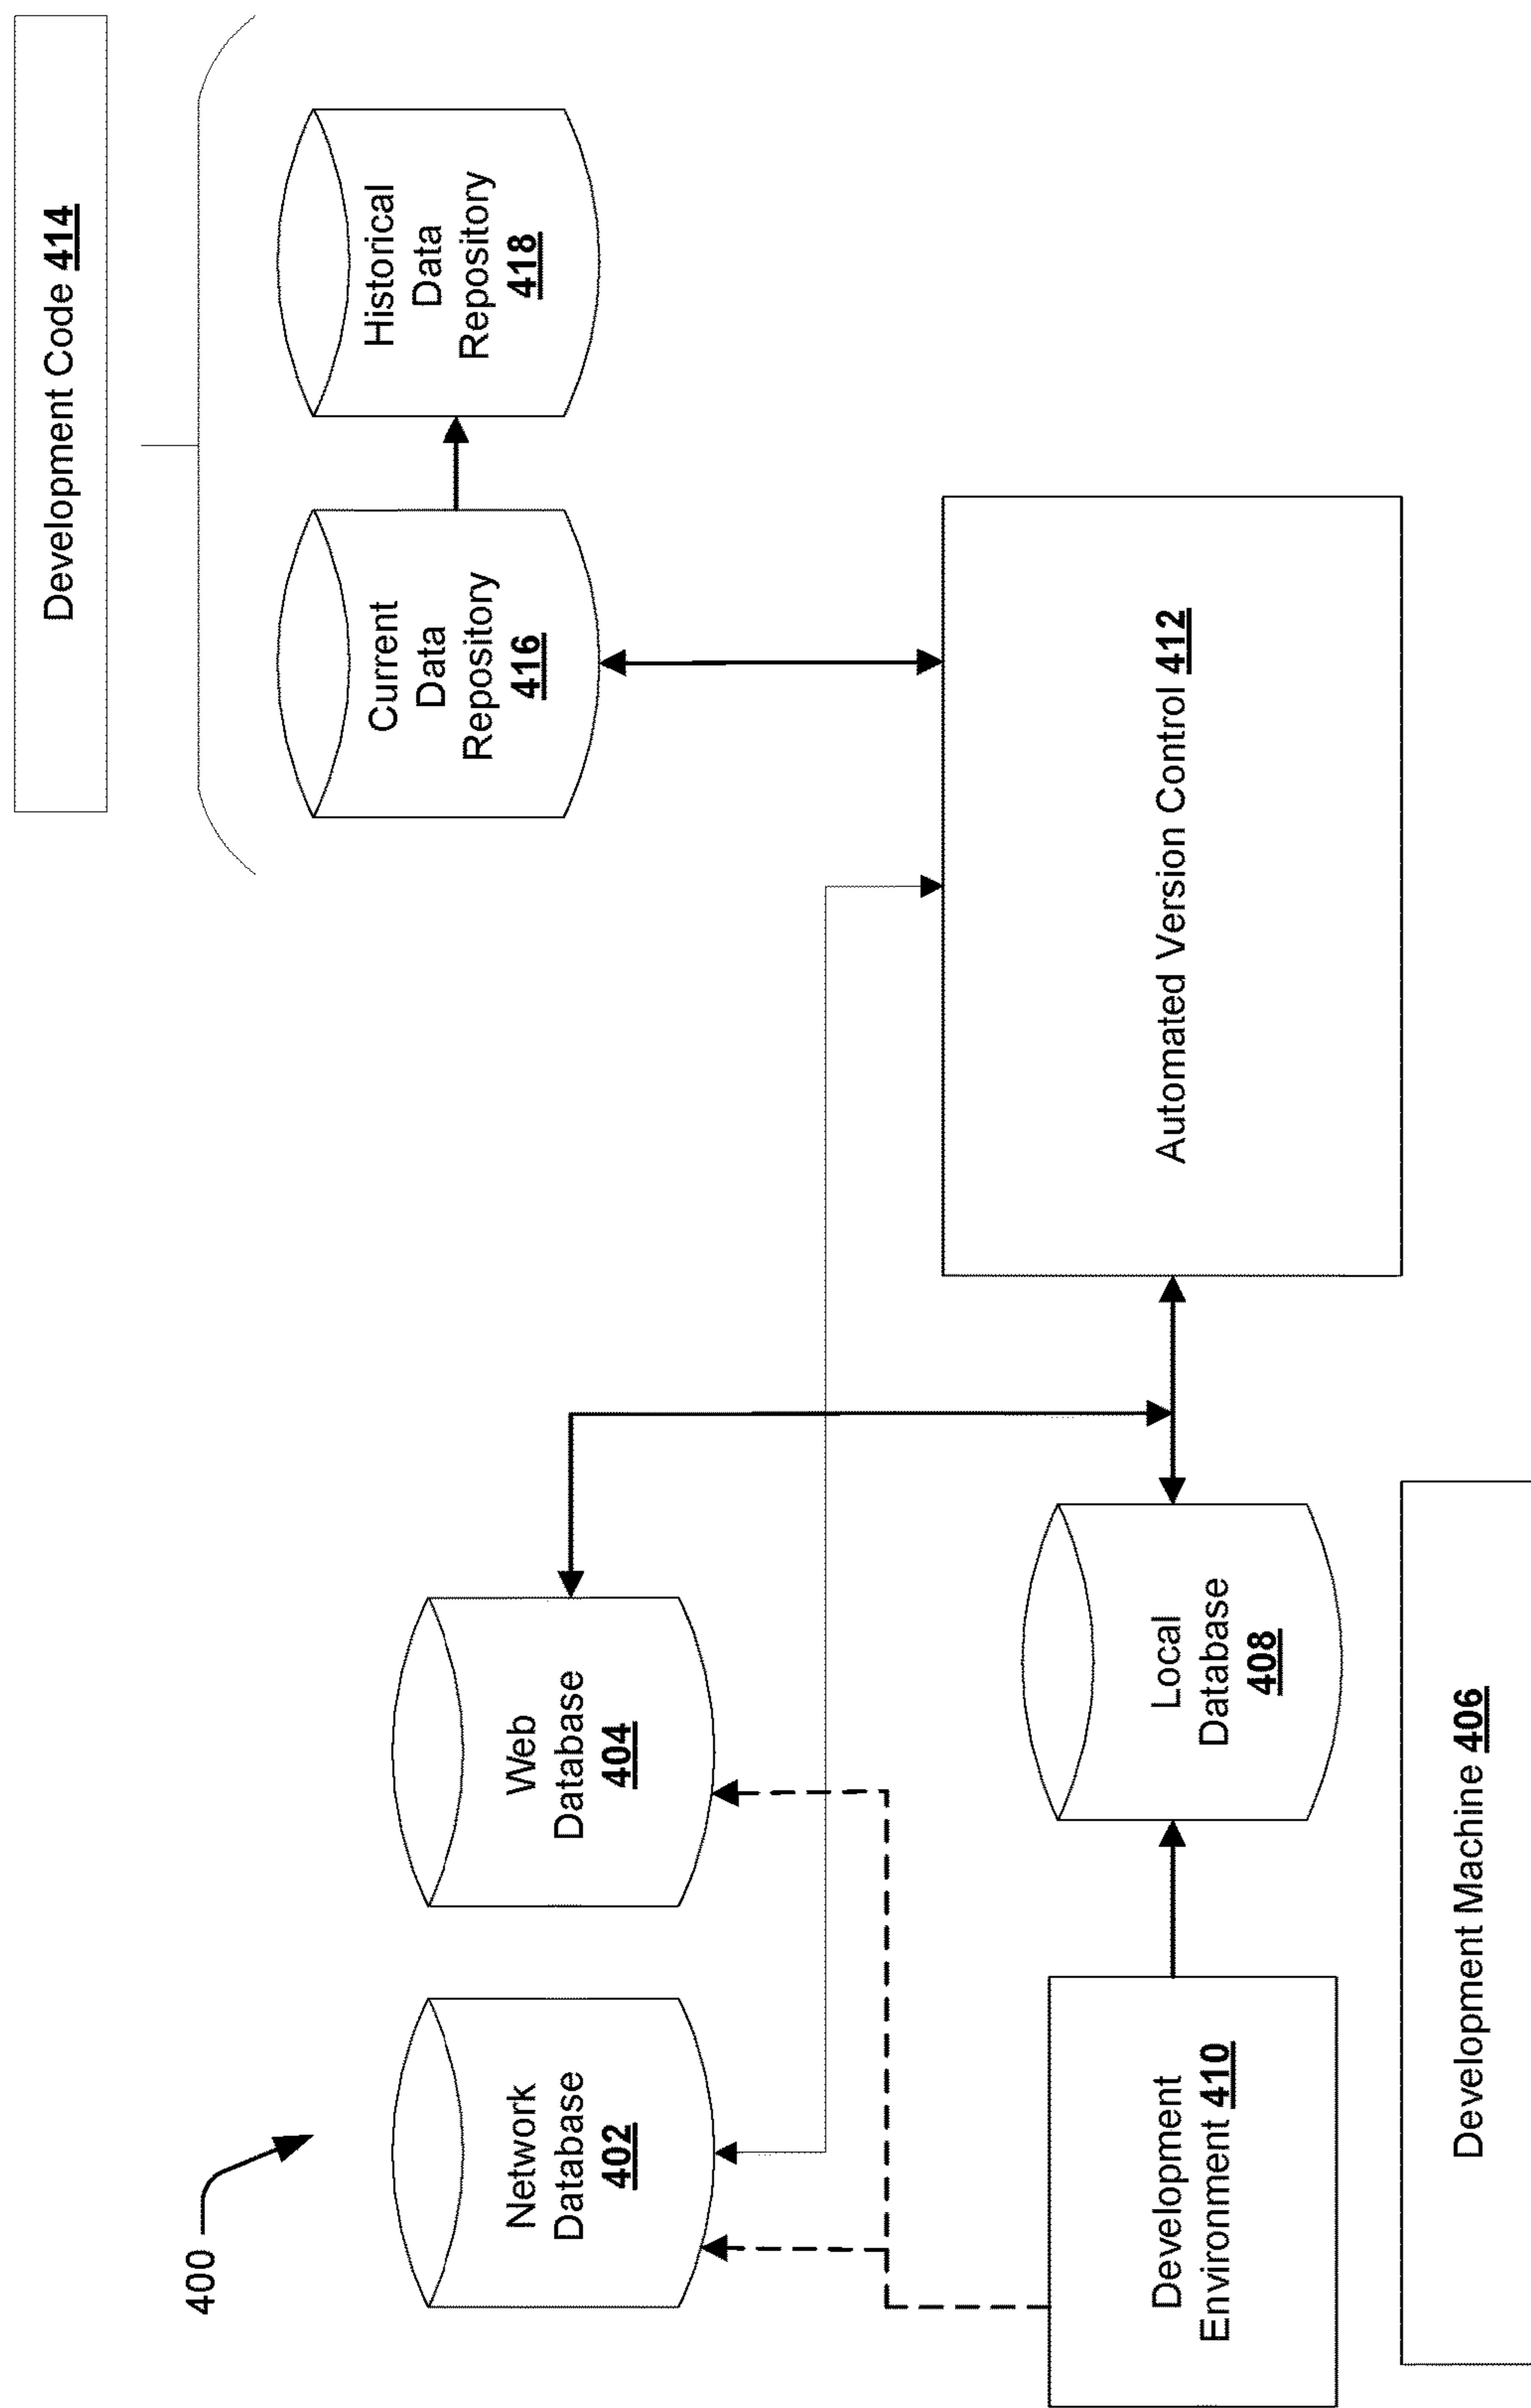 400
Network
Database
402
Web
Database
404
Development Code 414
Current
Data
Repository
416
Historical
Data
Repository
418
Development
Environment 410
Local
Database
408
Automated Version Control 412
Development Machine 406